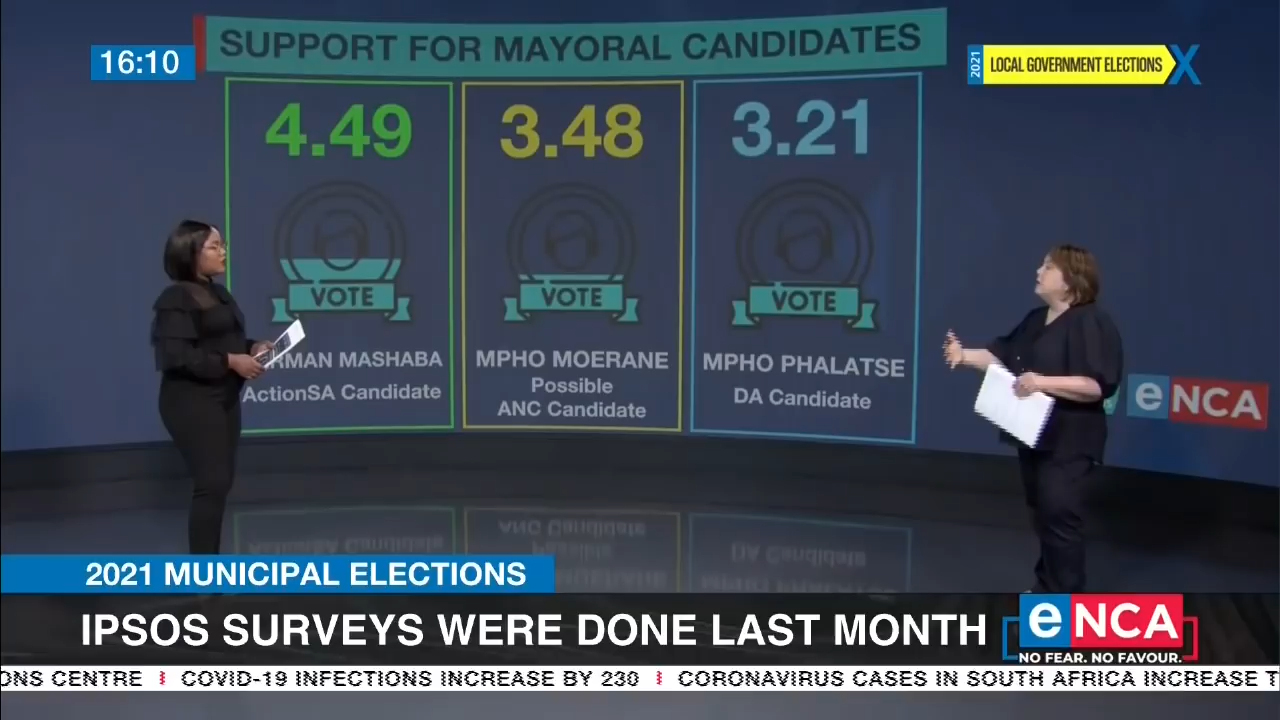 SUPPORT FOR MAYORAL CANDIDATES
16:10
2021
LOCAL GOVERNMENT ELECTIONS X
4.49
3.48
3.21
VOTE
VOTE
VOTE
RMAN MASHABA
ActionSA Candidate
MPHO MOERANE
Possible
ANC Candidate
MPHO PHALATSE
DA Candidate
eNCA
2021 MUNICIPAL ELECTIONS
IPSOS SURVEYS WERE DONE LAST MONTH
eNCA
NO FEAR. NO FAVOUR.
ONS CENTRE
COVID-19 INFECTIONS INCREASE BY 230
CORONAVIRUS CASES IN SOUTH AFRICA INCREASE T